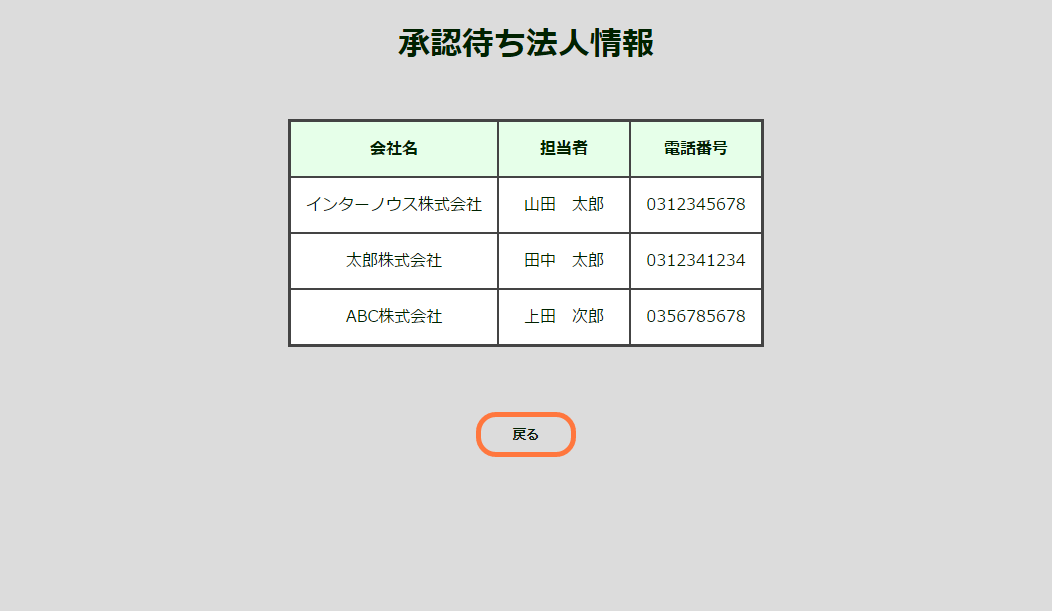 承認待ち法人情報
会社名 担当者 電話番号
インターノウス株式会社 山田　太郎 0312345678
太郎株式会社 田中　太郎 0312341234
ABC株式会社 上田　次郎 0356785678
戻る